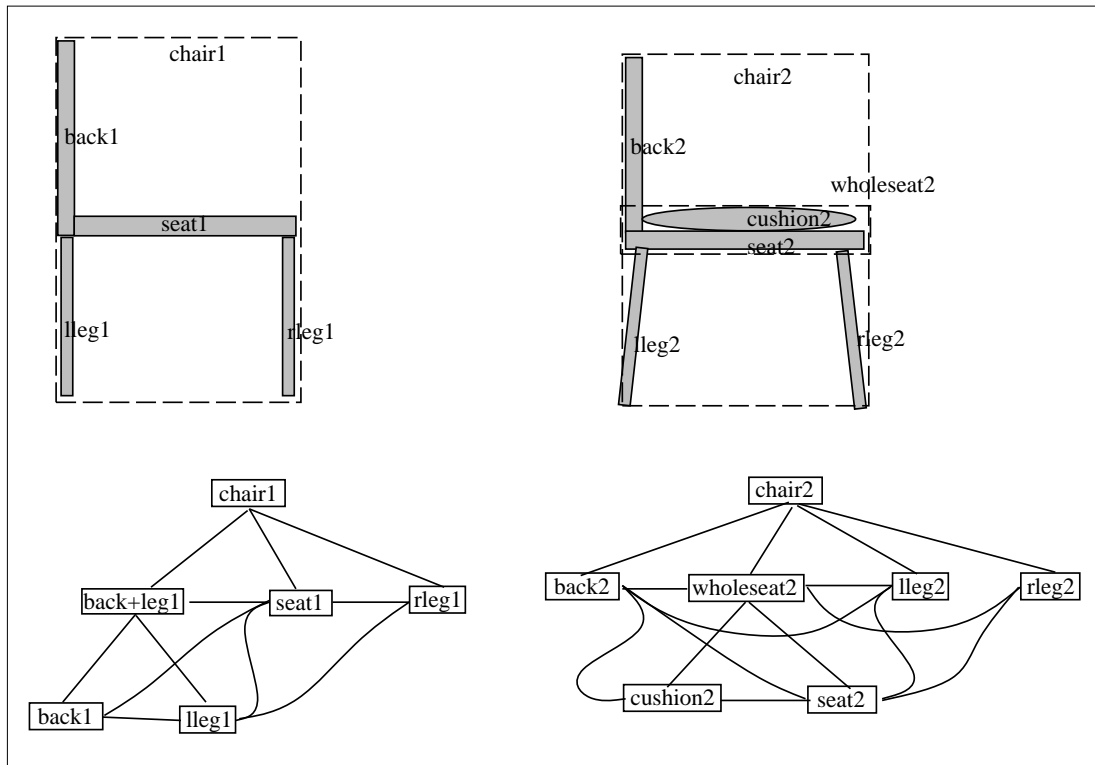 chair1
back1
seat1
lleg1
rleg1
chair2
back2
wholeseat2
cushion2
seat2
lleg2
rleg2
chair1
back+leg1
seat1
rleg1
back1
lleg1
chair2
back2
wholeseat2
lleg2
rleg2
cushion2
seat2